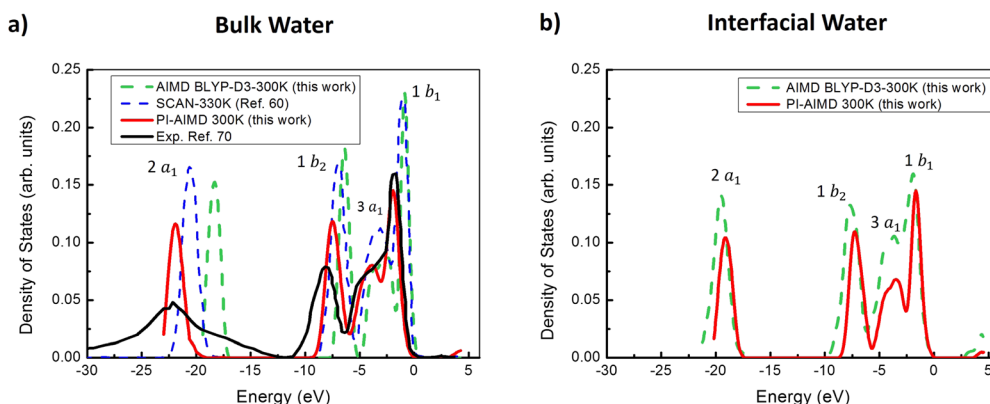 a)
Bulk Water
b)
Interfacial Water
Density of States (arb. units)
0.25
0.20
0.15
0.10
0.05
0.00
AIMD BLYP-D3-300K (this work)
SCAN-330K (Ref. 60)
PI-AIMD 300K (this work)
Exp. Ref. 70
2 a₁
1 b₂
3 a₁
1 b₁
-30 -25 -20 -15 -10 -5 0 5
Energy (eV)
Density of States (arb. units)
0.25
0.20
0.15
0.10
0.05
0.00
AIMD BLYP-D3-300K (this work)
PI-AIMD 300K (this work)
2 a₁
1 b₂
3 a₁
1 b₁
-30 -25 -20 -15 -10 -5 0 5
Energy (eV)